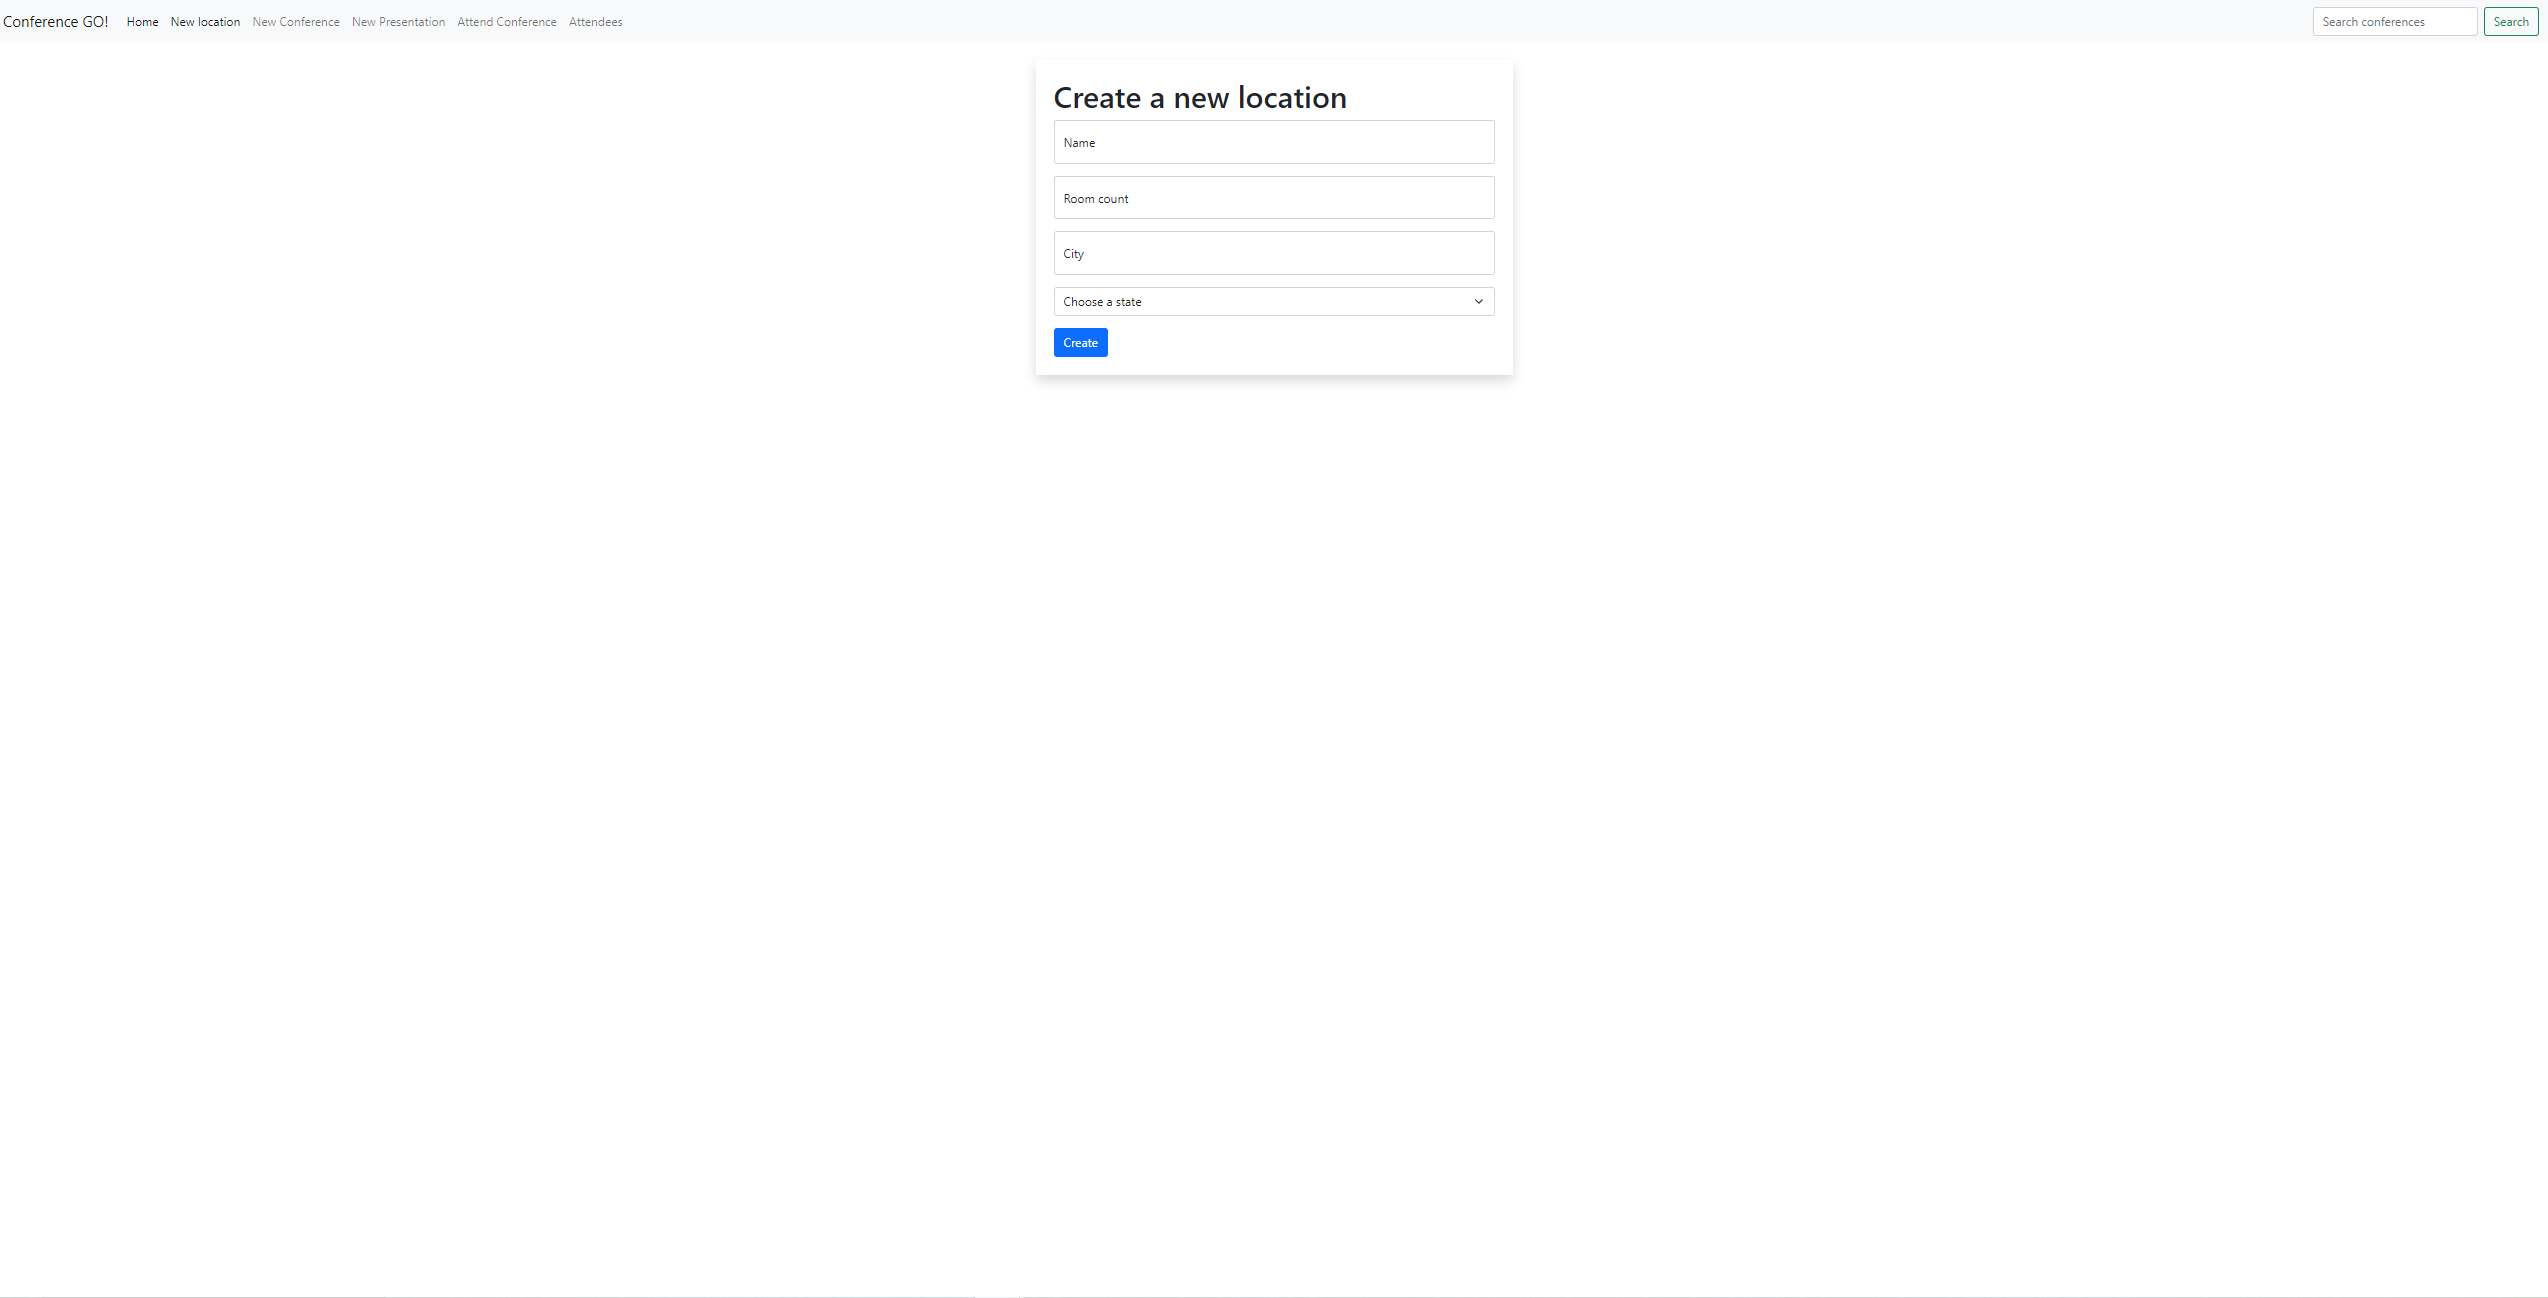 Conference GO! Home New location New Conference New Presentation Attend Conference Attendees Search conferences Search
Create a new location
Name
Room count
City
Choose a state
Create